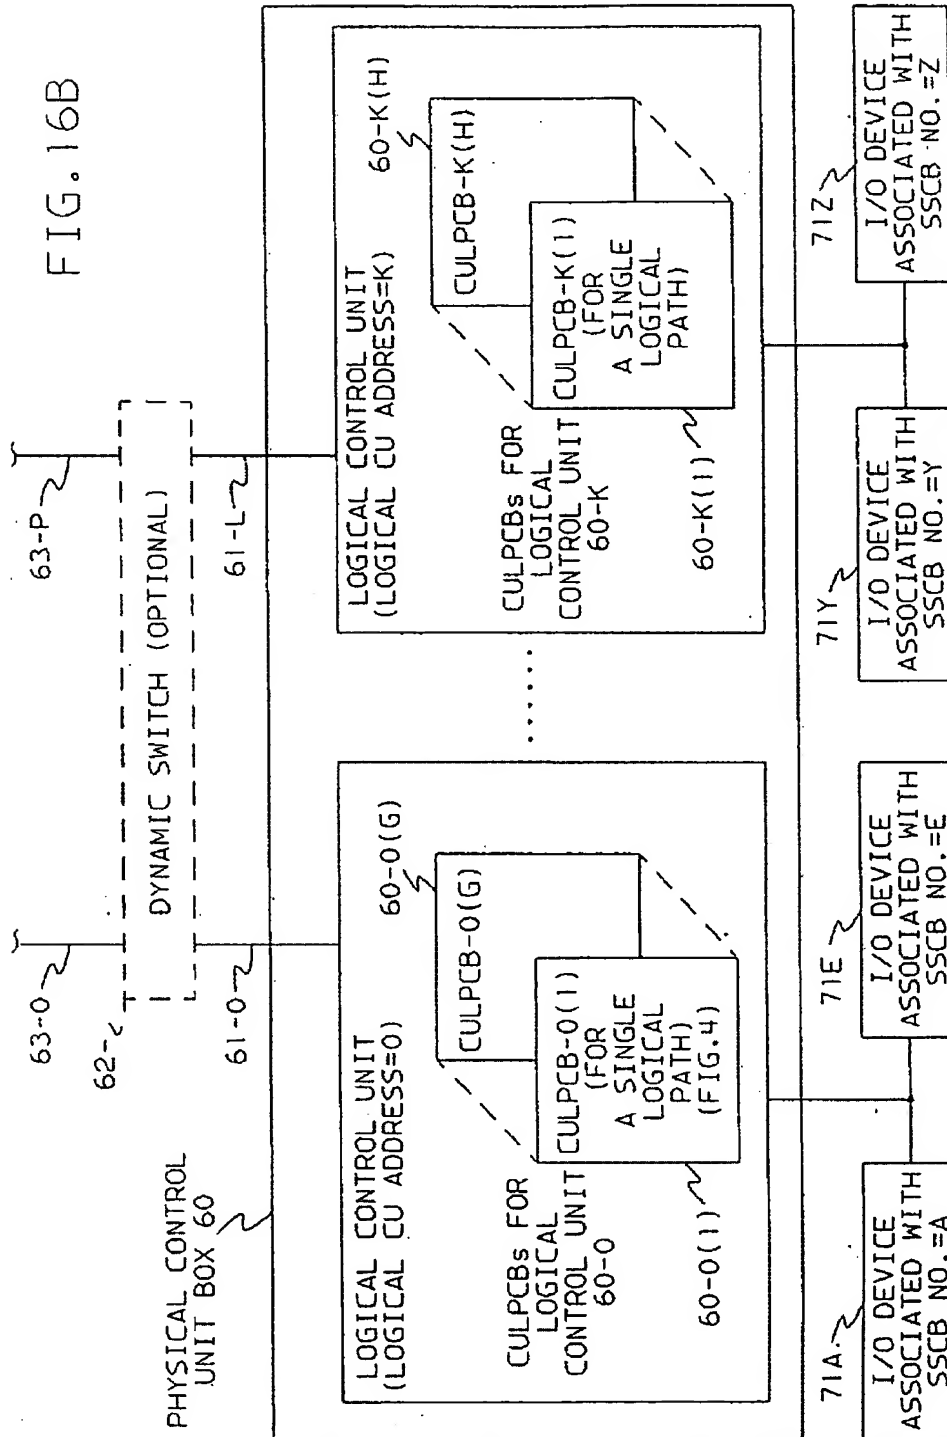 FIG.16B
63-0
63-P
62
DYNAMIC SWITCH (OPTIONAL)
61-0
61-L
PHYSICAL CONTROL
UNIT BOX 60
LOGICAL CONTROL UNIT
(LOGICAL CU ADDRESS=0)
60-0(G)
CULPCB-0(G)
CULPCBs FOR
LOGICAL
CONTROL UNIT
60-0
CULPCB-0(1)
(FOR
A SINGLE
LOGICAL
PATH)
(FIG.4)
60-0(1)
......
LOGICAL CONTROL UNIT
(LOGICAL CU ADDRESS=K)
60-K(H)
CULPCB-K(H)
CULPCBs FOR
LOGICAL
CONTROL UNIT
60-K
CULPCB-K(1)
(FOR
A SINGLE
LOGICAL
PATH)
60-K(1)
71A
I/O DEVICE
ASSOCIATED WITH
SSCB NO.=A
71E
I/O DEVICE
ASSOCIATED WITH
SSCB NO.=E
71Y
I/O DEVICE
ASSOCIATED WITH
SSCB NO.=Y
71Z
I/O DEVICE
ASSOCIATED WITH
SSCB NO.=Z